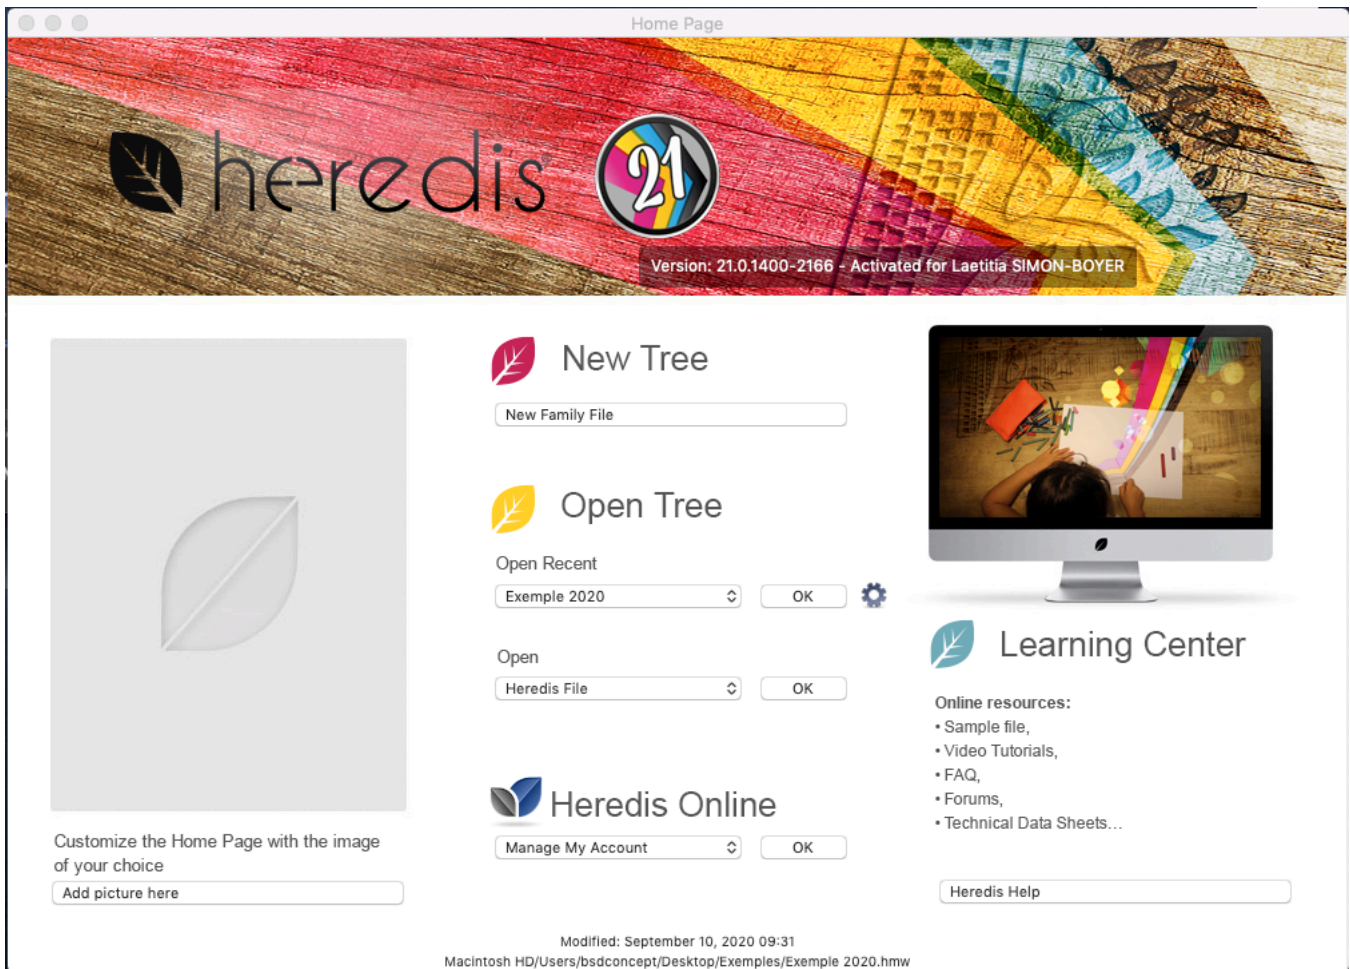 Home Page
heredis
21
Version: 21.0.1400-2166 - Activated for Laetitia SIMON-BOYER
New Tree
New Family File
Open Tree
Open Recent
Exemple 2020
OK
Open
Heredis File
OK
Heredis Online
Manage My Account
OK
Customize the Home Page with the image
of your choice
Add picture here
Learning Center
Online resources:
• Sample file,
• Video Tutorials,
• FAQ,
• Forums,
• Technical Data Sheets...
Heredis Help
Modified: September 10, 2020 09:31
Macintosh HD/Users/bsdconcept/Desktop/Exemples/Exemple 2020.hmw